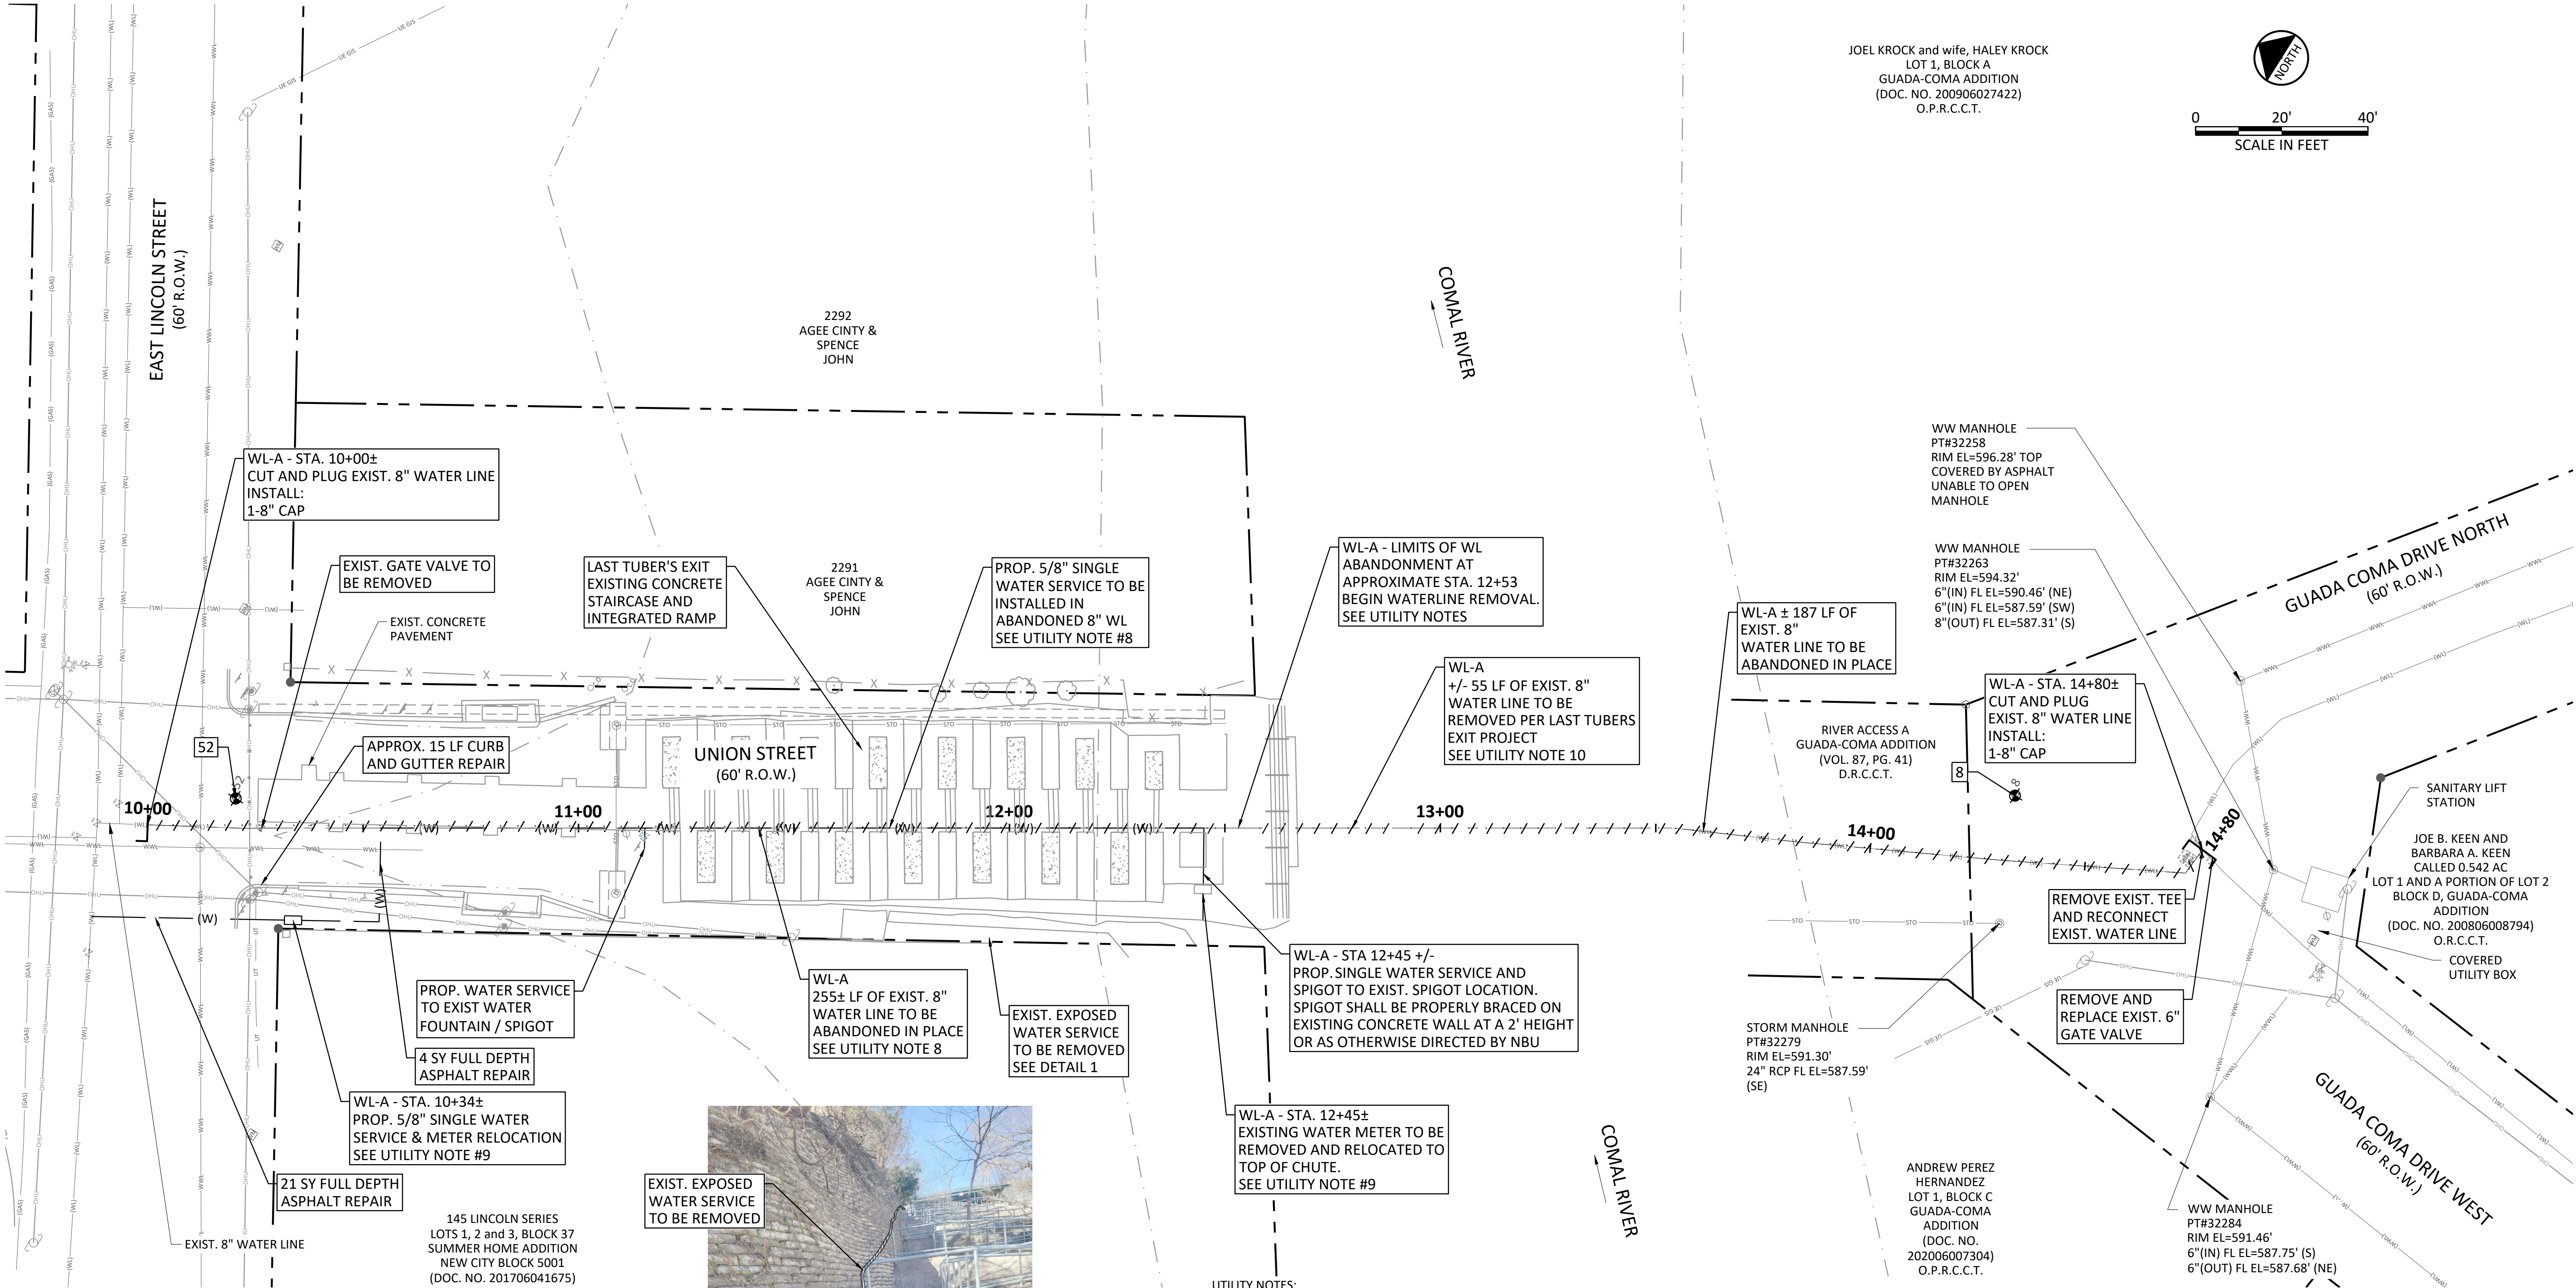 JOEL KROCK and wife, HALEY KROCK
LOT 1, BLOCK A
GUADA-COMA ADDITION
(DOC. NO. 200906027422)
O.P.R.C.C.T.
NORTH
0 20' 40'
SCALE IN FEET
EAST LINCOLN STREET
(60' R.O.W.)
2292
AGEE CINTY &
SPENCE
JOHN
COMAL RIVER
WL-A - STA. 10+00±
CUT AND PLUG EXIST. 8" WATER LINE
INSTALL:
1-8" CAP
EXIST. GATE VALVE TO
BE REMOVED
EXIST. CONCRETE
PAVEMENT
LAST TUBER'S EXIT
EXISTING CONCRETE
STAIRCASE AND
INTEGRATED RAMP
2291
AGEE CINTY &
SPENCE
JOHN
PROP. 5/8" SINGLE
WATER SERVICE TO BE
INSTALLED IN
ABANDONED 8" WL
SEE UTILITY NOTE #8
WL-A - LIMITS OF WL
ABANDONMENT AT
APPROXIMATE STA. 12+53
BEGIN WATERLINE REMOVAL.
SEE UTILITY NOTES
WL-A
+/- 55 LF OF EXIST. 8"
WATER LINE TO BE
REMOVED PER LAST TUBERS
EXIT PROJECT
SEE UTILITY NOTE 10
WL-A ± 187 LF OF
EXIST. 8"
WATER LINE TO BE
ABANDONED IN PLACE
WW MANHOLE
PT#32258
RIM EL=596.28' TOP
COVERED BY ASPHALT
UNABLE TO OPEN
MANHOLE
WW MANHOLE
PT#32263
RIM EL=594.32'
6"(IN) FL EL=590.46' (NE)
6"(IN) FL EL=587.59' (SW)
8"(OUT) FL EL=587.31' (S)
GUADA COMA DRIVE NORTH
(60' R.O.W.)
WL-A - STA. 14+80±
CUT AND PLUG
EXIST. 8" WATER LINE
INSTALL:
1-8" CAP
RIVER ACCESS A
GUADA-COMA ADDITION
(VOL. 87, PG. 41)
D.R.C.C.T.
8
SANITARY LIFT
STATION
JOE B. KEEN AND
BARBARA A. KEEN
CALLED 0.542 AC
LOT 1 AND A PORTION OF LOT 2
BLOCK D, GUADA-COMA
ADDITION
(DOC. NO. 200806008794)
O.R.C.C.T.
COVERED
UTILITY BOX
52
APPROX. 15 LF CURB
AND GUTTER REPAIR
UNION STREET
(60' R.O.W.)
10+00
11+00
12+00
13+00
14+00
14+80
REMOVE EXIST. TEE
AND RECONNECT
EXIST. WATER LINE
REMOVE AND
REPLACE EXIST. 6"
GATE VALVE
STORM MANHOLE
PT#32279
RIM EL=591.30'
24" RCP FL EL=587.59'
(SE)
PROP. WATER SERVICE
TO EXIST WATER
FOUNTAIN / SPIGOT
4 SY FULL DEPTH
ASPHALT REPAIR
WL-A - STA. 10+34±
PROP. 5/8" SINGLE WATER
SERVICE & METER RELOCATION
SEE UTILITY NOTE #9
21 SY FULL DEPTH
ASPHALT REPAIR
EXIST. 8" WATER LINE
WL-A
255± LF OF EXIST. 8"
WATER LINE TO BE
ABANDONED IN PLACE
SEE UTILITY NOTE 8
EXIST. EXPOSED
WATER SERVICE
TO BE REMOVED
SEE DETAIL 1
WL-A - STA 12+45 +/-
PROP. SINGLE WATER SERVICE AND
SPIGOT TO EXIST. SPIGOT LOCATION.
SPIGOT SHALL BE PROPERLY BRACED ON
EXISTING CONCRETE WALL AT A 2' HEIGHT
OR AS OTHERWISE DIRECTED BY NBU
WL-A - STA. 12+45±
EXISTING WATER METER TO BE
REMOVED AND RELOCATED TO
TOP OF CHUTE.
SEE UTILITY NOTE #9
EXIST. EXPOSED
WATER SERVICE
TO BE REMOVED
145 LINCOLN SERIES
LOTS 1, 2 and 3, BLOCK 37
SUMMER HOME ADDITION
NEW CITY BLOCK 5001
(DOC. NO. 201706041675)
COMAL RIVER
ANDREW PEREZ
HERNANDEZ
LOT 1, BLOCK C
GUADA-COMA
ADDITION
(DOC. NO.
202006007304)
O.P.R.C.C.T.
GUADA COMA DRIVE WEST
(60' R.O.W.)
WW MANHOLE
PT#32284
RIM EL=591.46'
6"(IN) FL EL=587.75' (S)
6"(OUT) FL EL=587.68' (NE)
UTILITY NOTES: